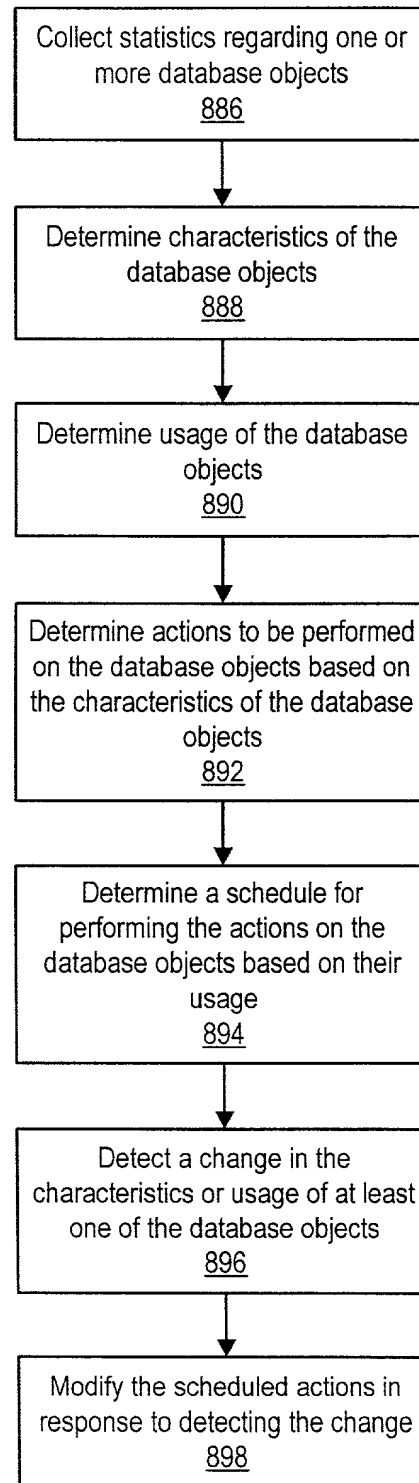 Collect statistics regarding one or
more database objects
886
Determine characteristics of the
database objects
888
Determine usage of the database
objects
890
Determine actions to be performed
on the database objects based on
the characteristics of the database
objects
892
Determine a schedule for
performing the actions on the
database objects based on their
usage
894
Detect a change in the
characteristics or usage of at least
one of the database objects
896
Modify the scheduled actions in
response to detecting the change
898